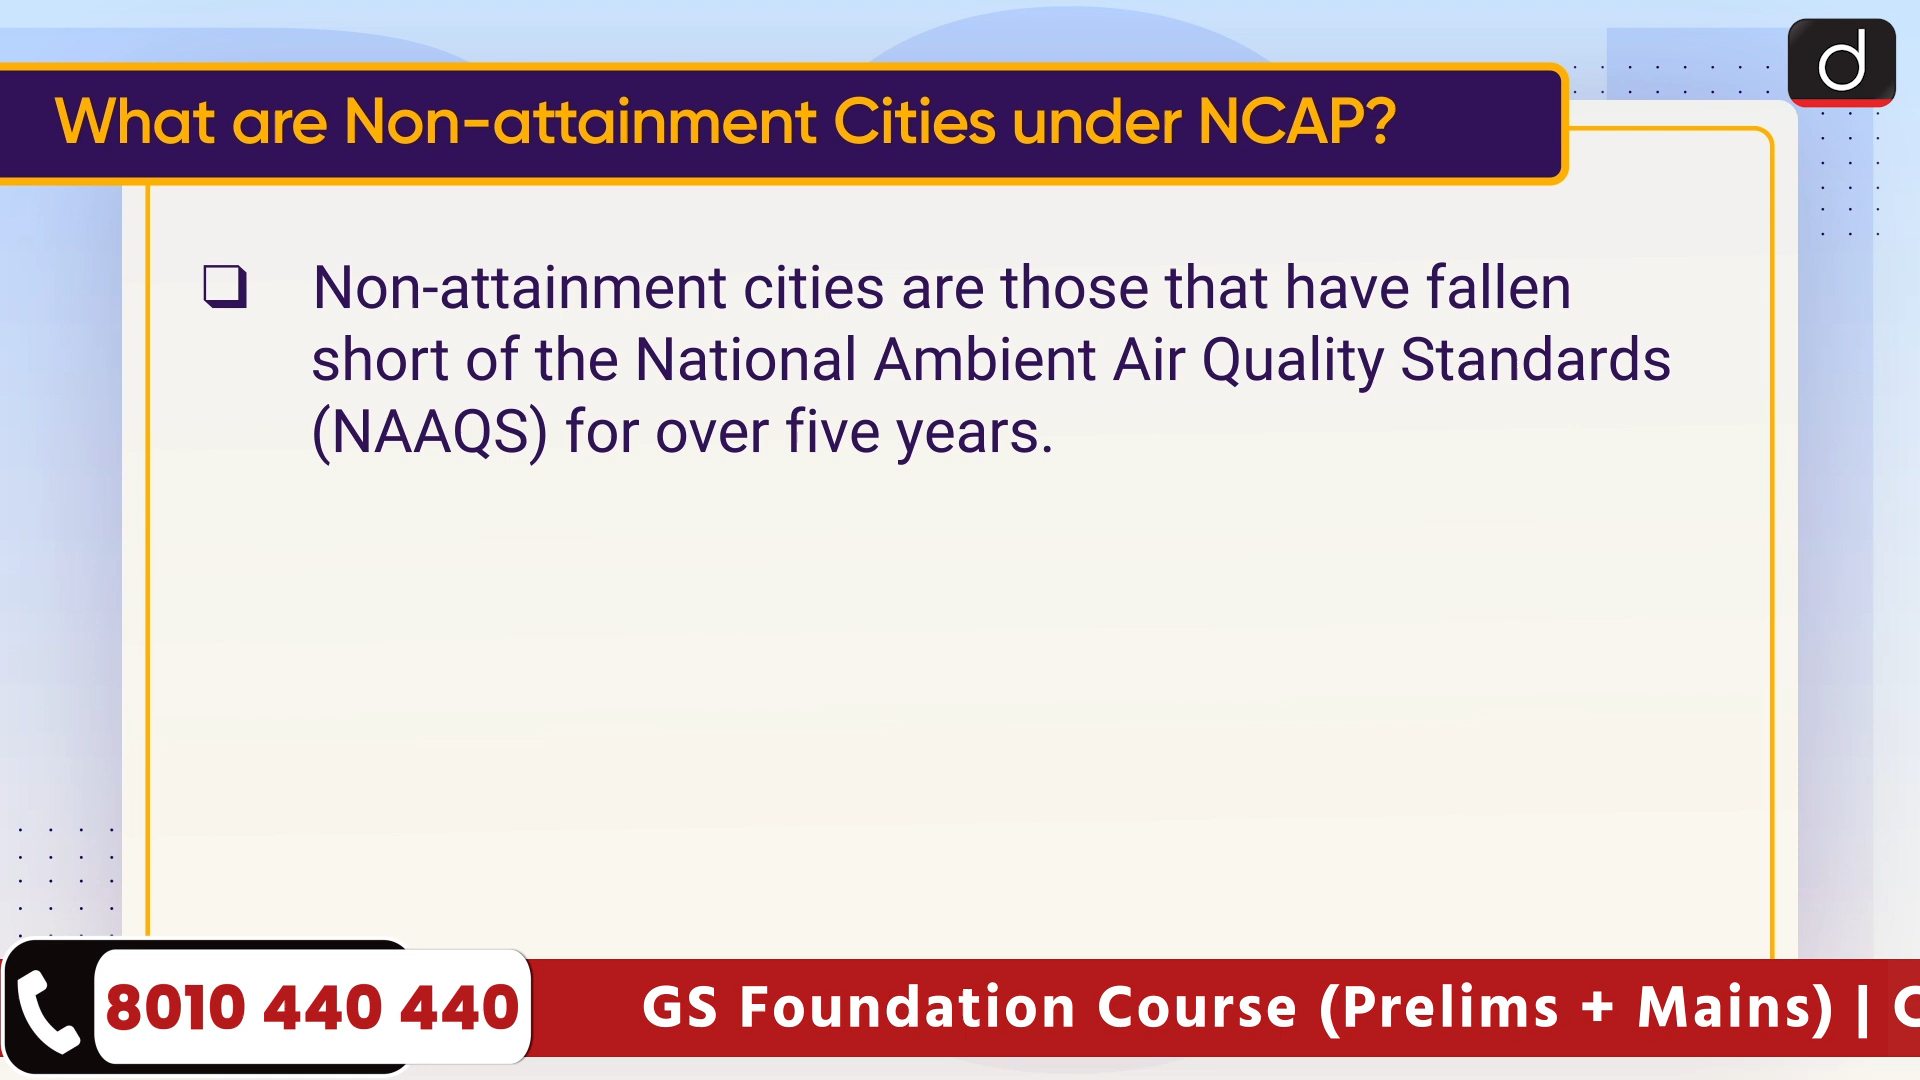 What are Non-attainment Cities under NCAP?
d
❑ Non-attainment cities are those that have fallen
short of the National Ambient Air Quality Standards
(NAAQS) for over five years.
8010 440 440
GS Foundation Course (Prelims + Mains) |